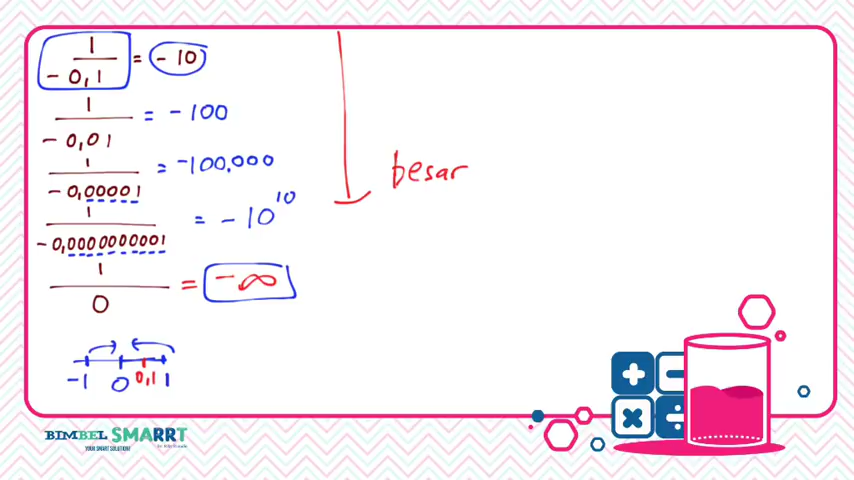 1/-0,1 = -10
1/-0,01 = -100
1/-0,00001 = -100,000
1/-0,0000000001 = -10^10
1/0 = -∞
besar
-1 0 0,1 1
+ -
× ÷
BIMBEL SMARRT
YOUR SMART SOLUTION!